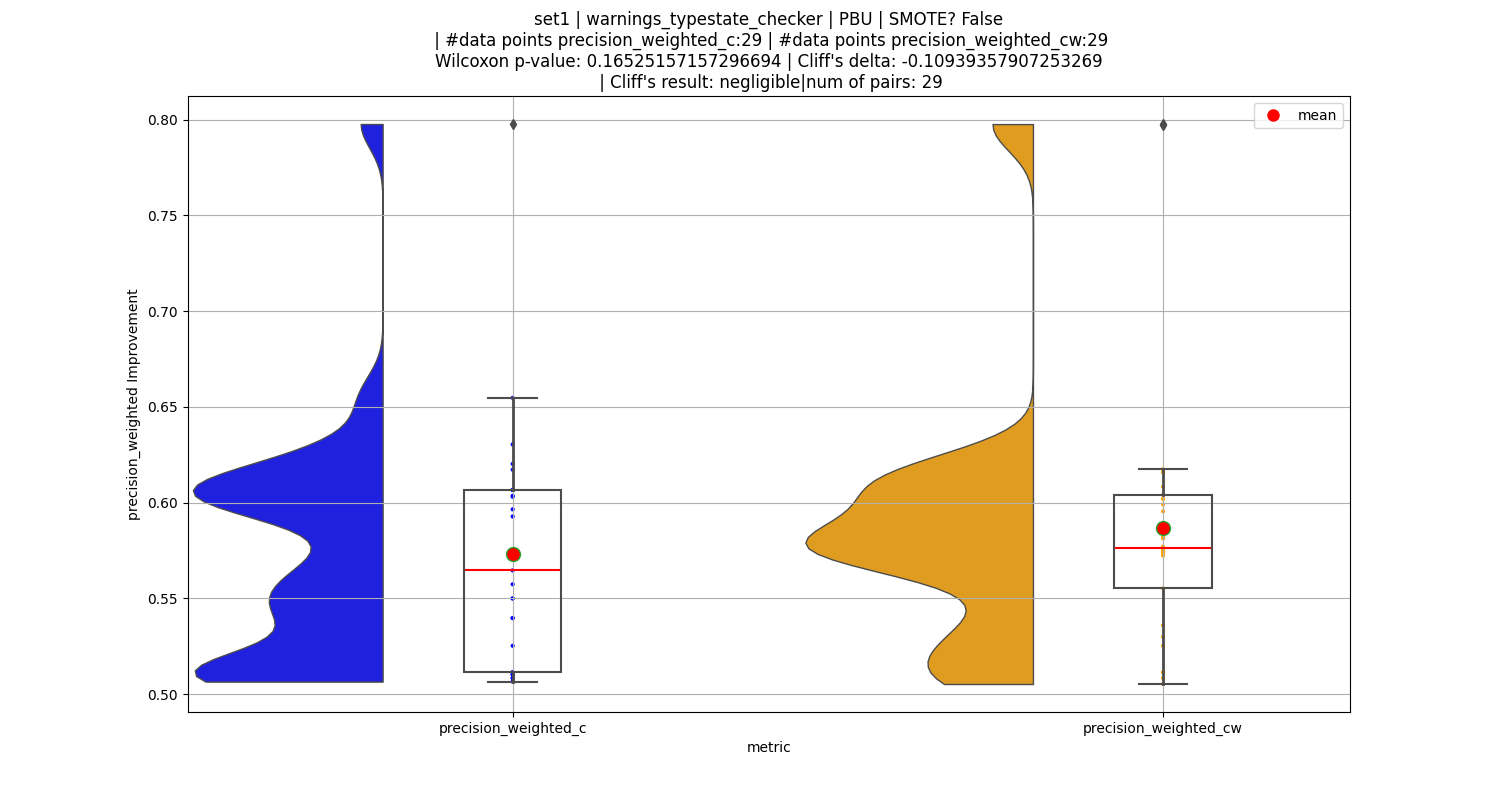 set1 | warnings_typestate_checker | PBU | SMOTE? False
| #data points precision_weighted_c:29 | #data points precision_weighted_cw:29
Wilcoxon p-value: 0.16525157157296694 | Cliff's delta: -0.10939357907253269
| Cliff's result: negligible|num of pairs: 29
mean
0.80
0.75
0.70
0.65
0.60
0.55
0.50
precision_weighted Improvement
precision_weighted_c
precision_weighted_cw
metric